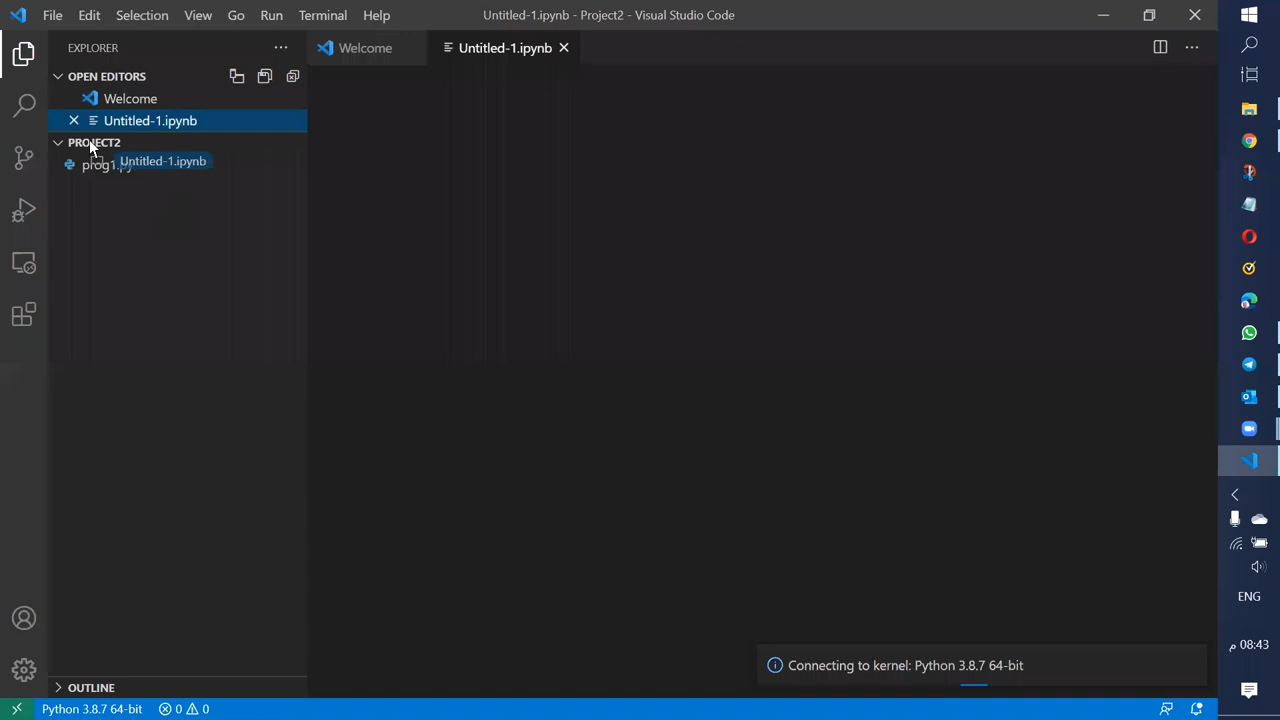 File Edit Selection View Go Run Terminal Help
Untitled-1.ipynb - Project2 - Visual Studio Code
EXPLORER
Welcome
Untitled-1.ipynb
OPEN EDITORS
Welcome
Untitled-1.ipynb
PROJECT2
Untitled-1.ipynb
prog1.py
Connecting to kernel: Python 3.8.7 64-bit
OUTLINE
Python 3.8.7 64-bit
0
0
ENG
08:43 م